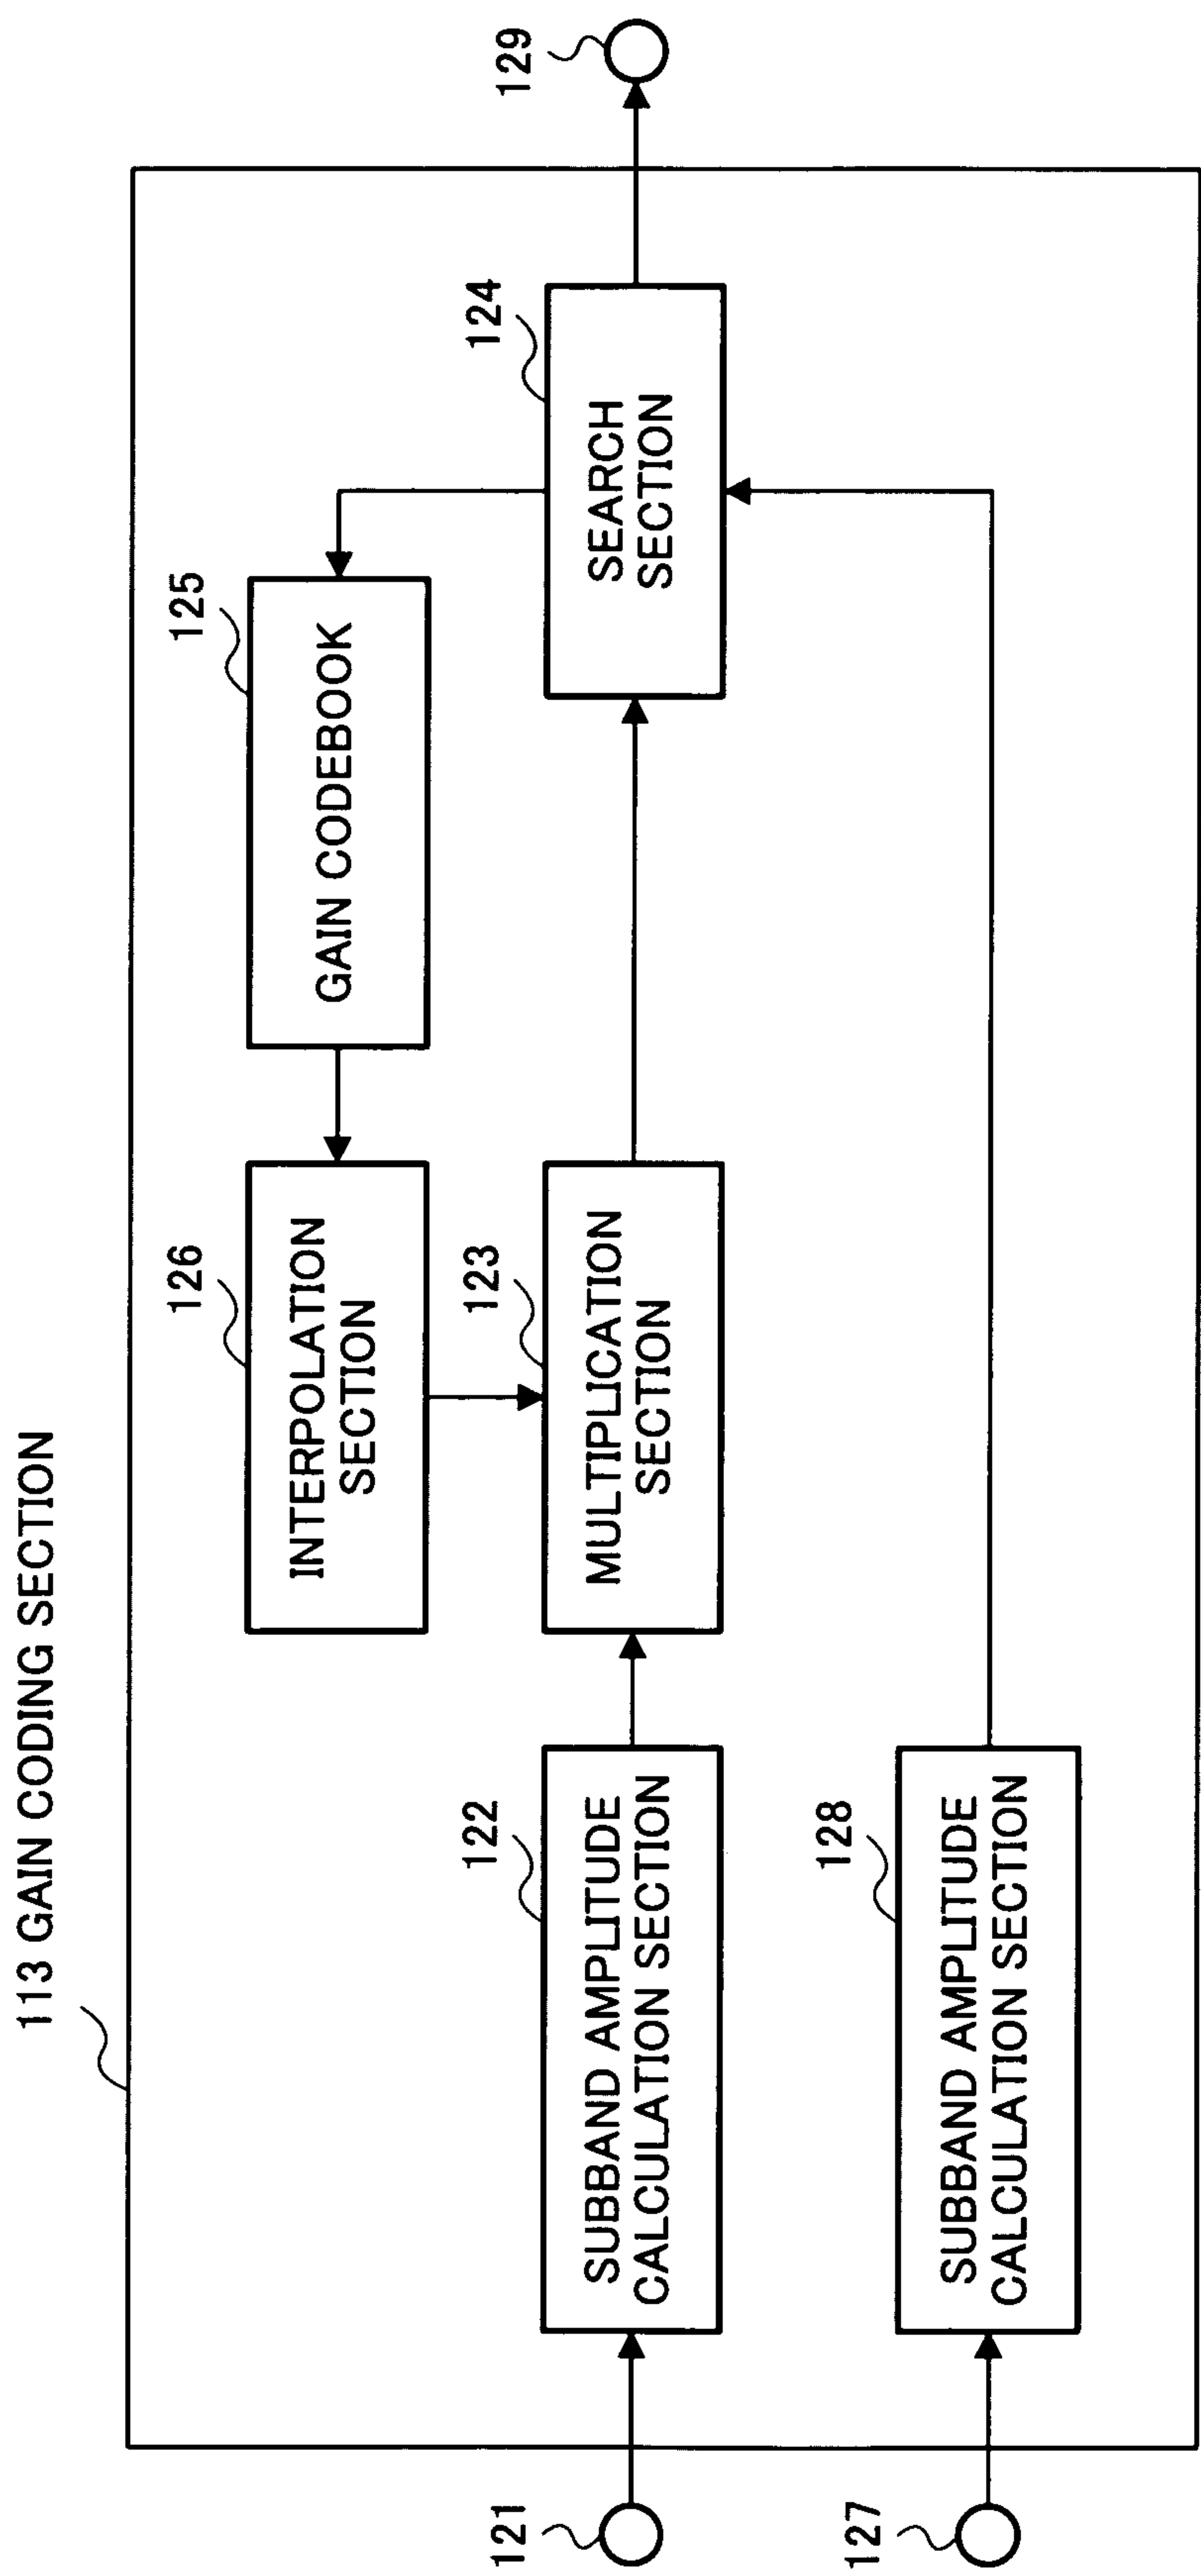 113 GAIN CODING SECTION
126
INTERPOLATION
SECTION
125
GAIN CODEBOOK
121
122
SUBBAND AMPLITUDE
CALCULATION SECTION
123
MULTIPLICATION
SECTION
124
SEARCH
SECTION
129
127
128
SUBBAND AMPLITUDE
CALCULATION SECTION